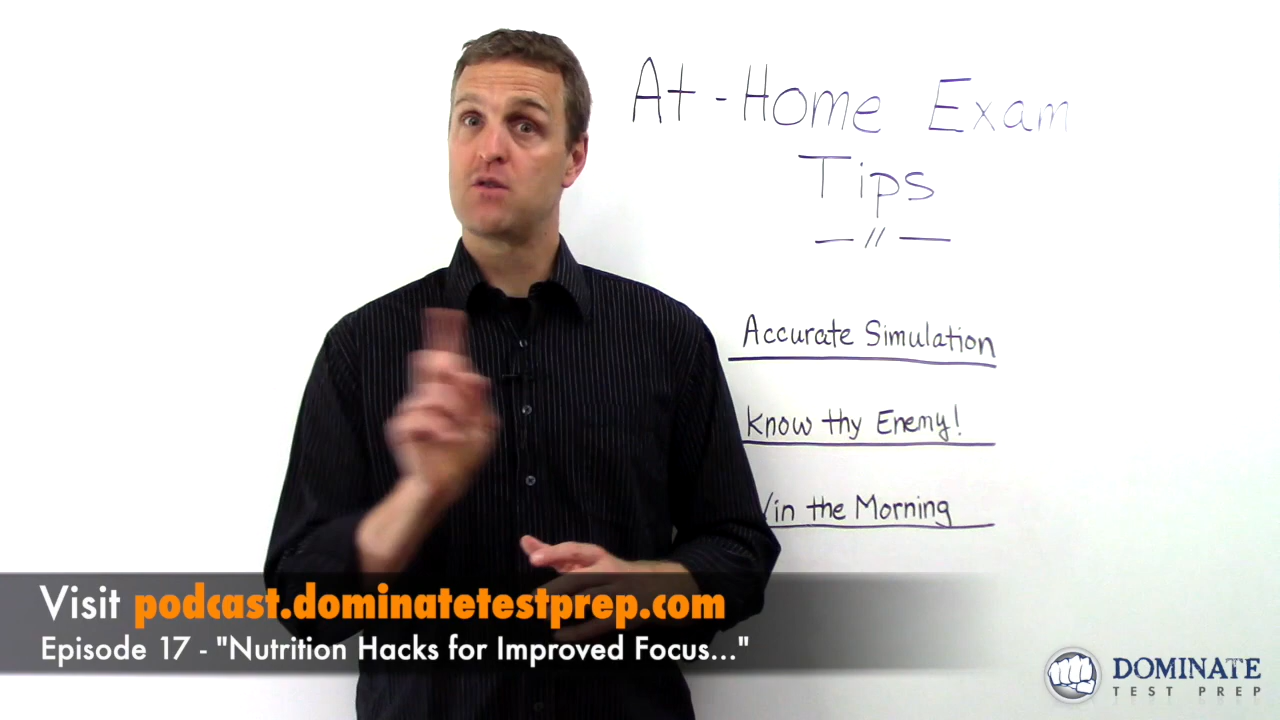 At-Home Exam
Tips
Accurate Simulation
Know thy Enemy!
in the Morning
Visit podcast.dominatetestprep.com
Episode 17 - "Nutrition Hacks for Improved Focus..."
DOMINATE
TEST PREP